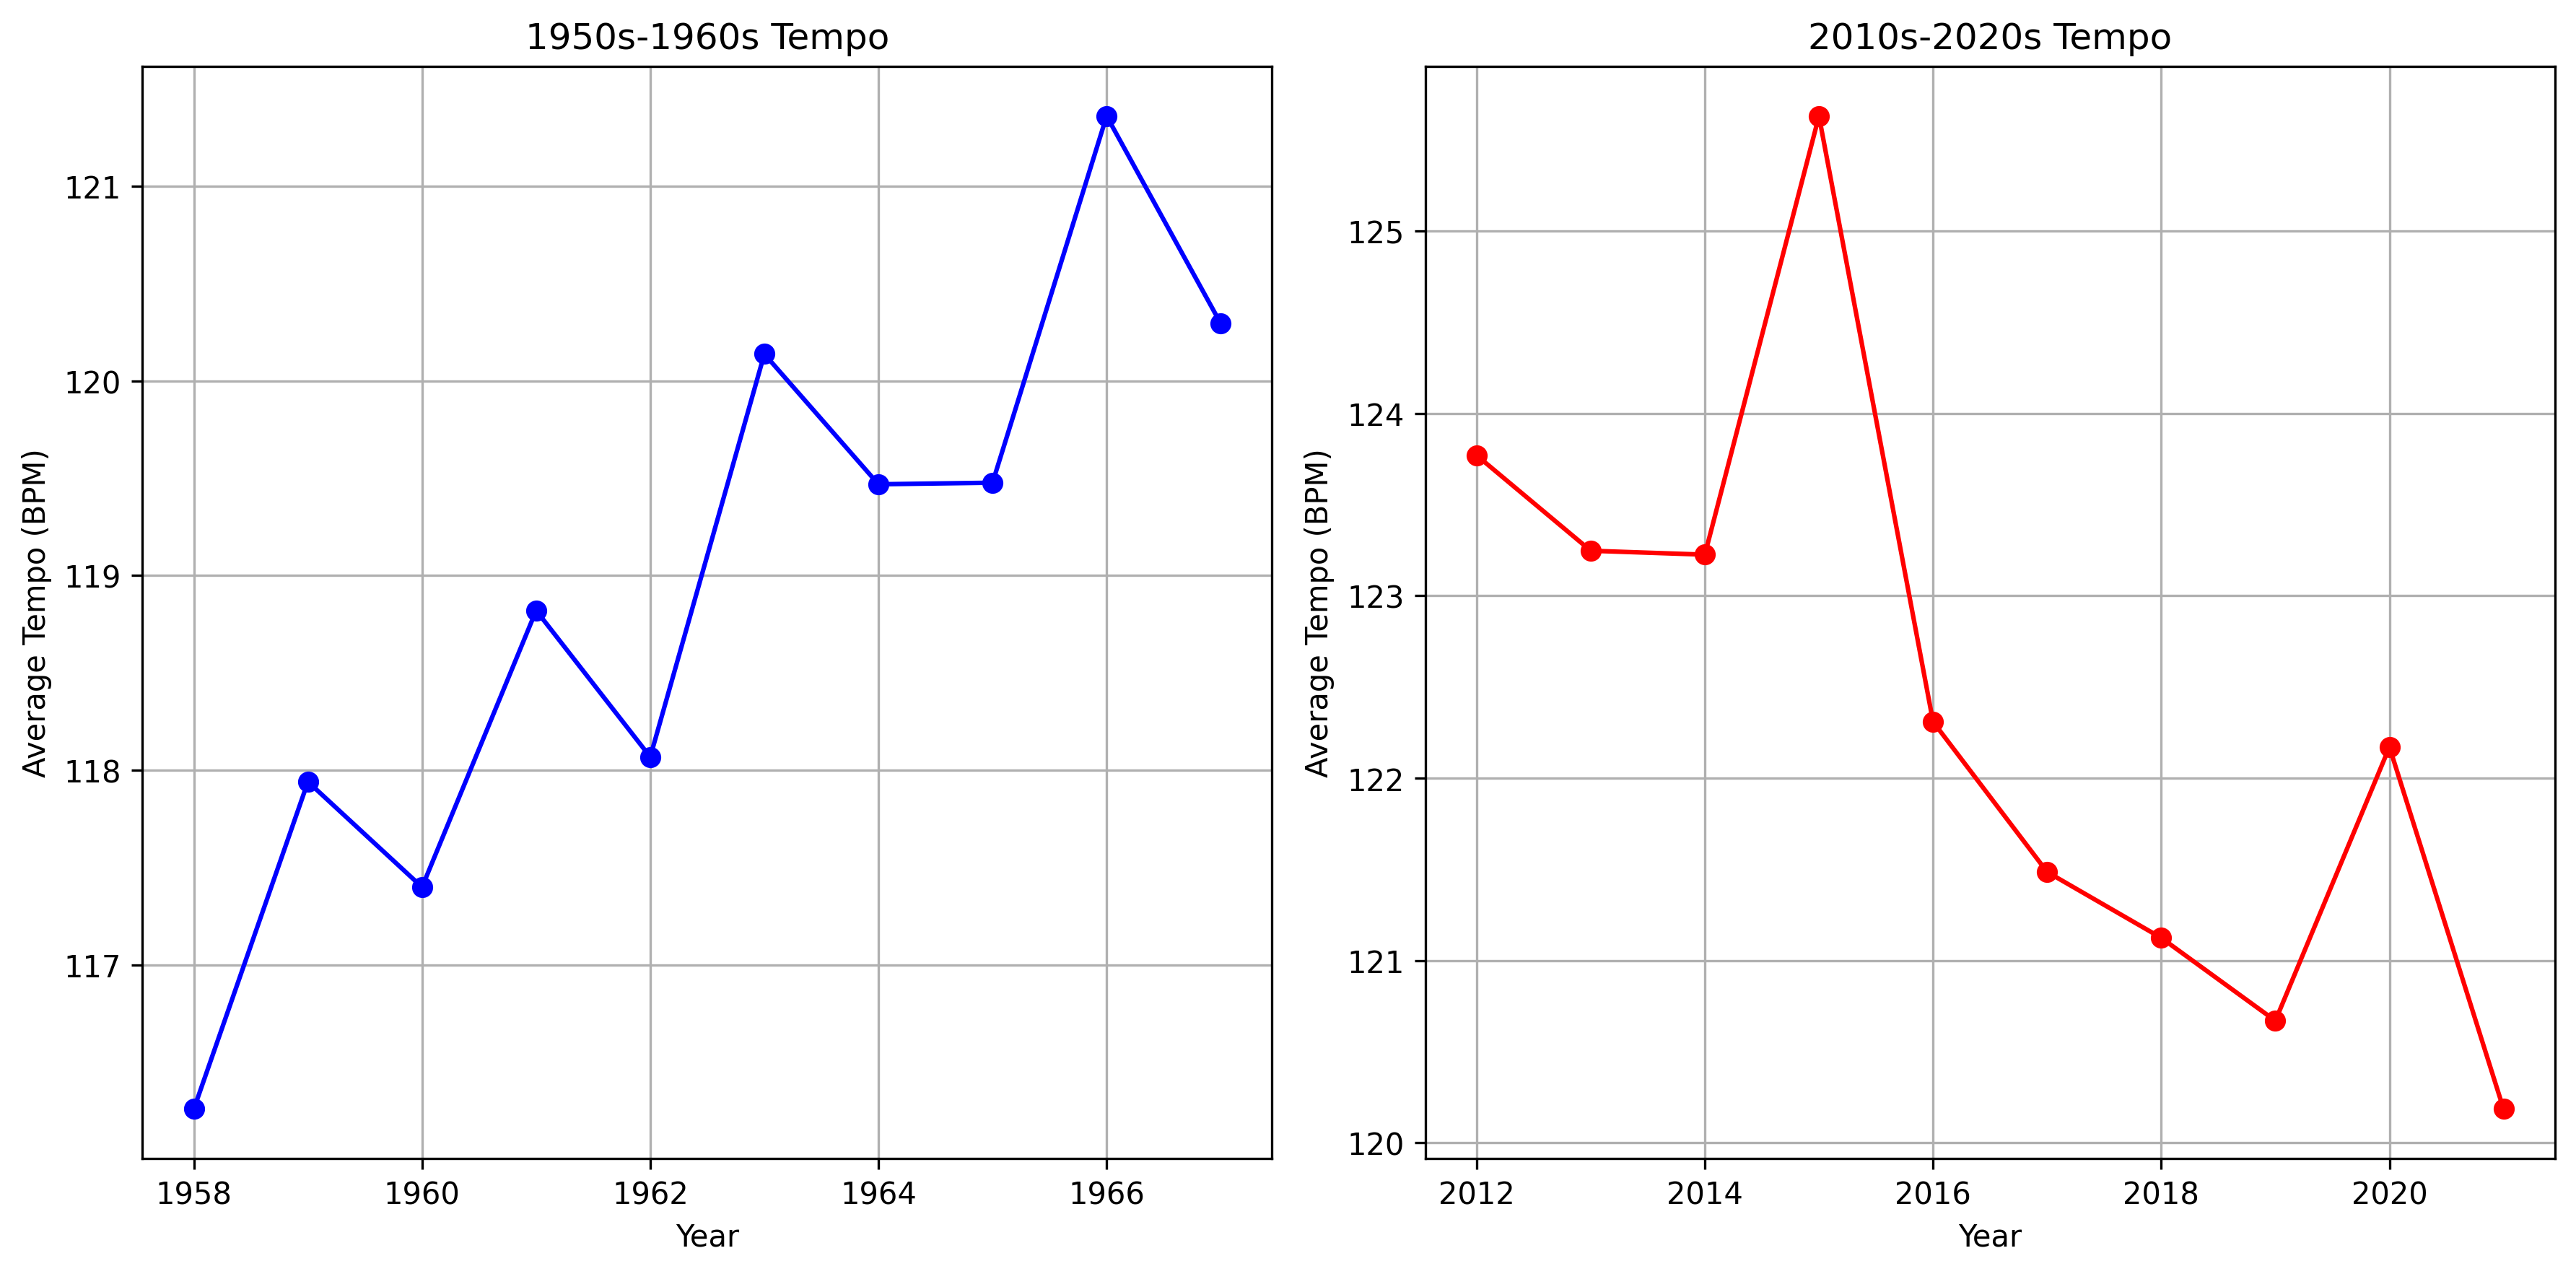 1950s-1960s Tempo
Average Tempo (BPM)
121
120
119
118
117
1958 1960 1962 1964 1966
Year
2010s-2020s Tempo
Average Tempo (BPM)
125
124
123
122
121
120
2012 2014 2016 2018 2020
Year